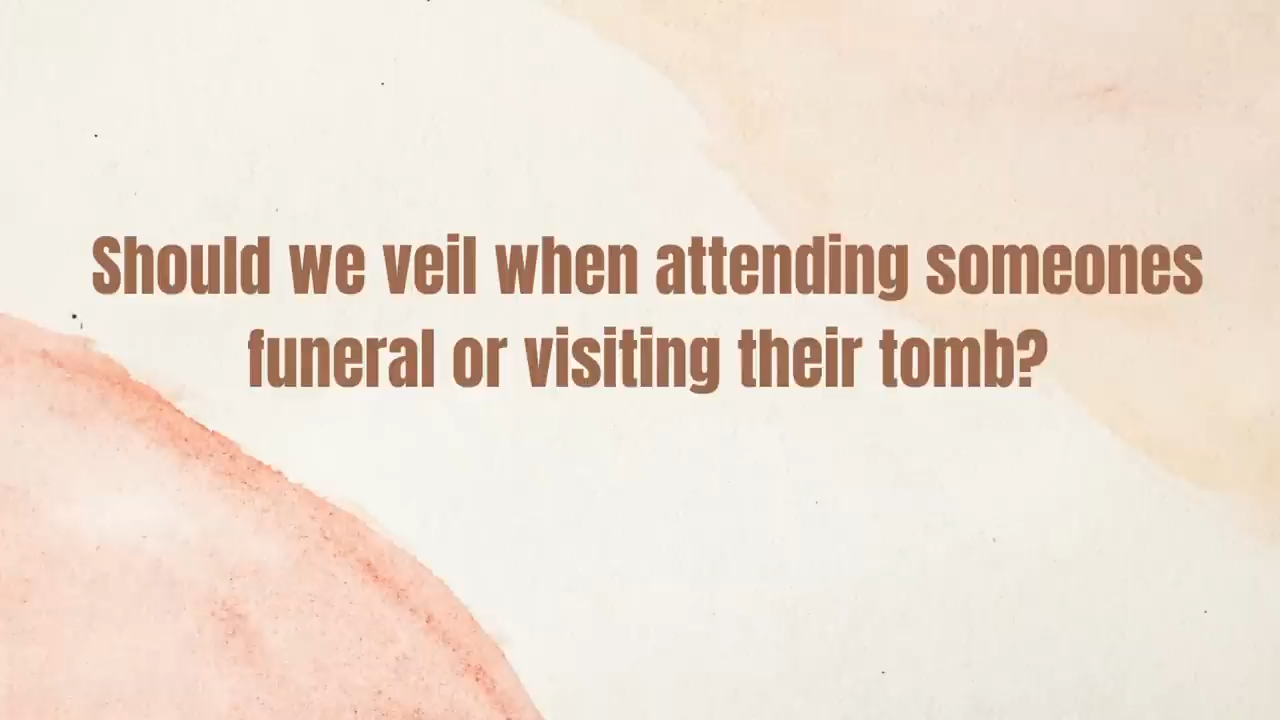 Should we veil when attending someones
funeral or visiting their tomb?